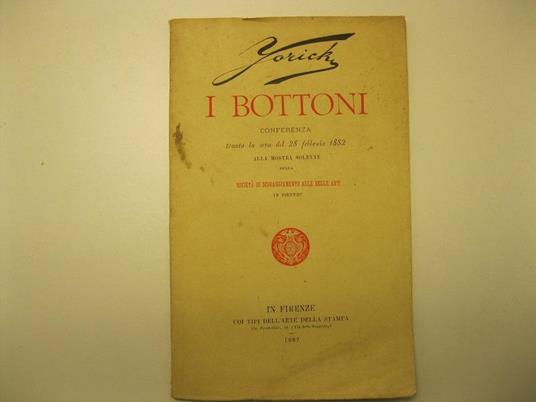 Yorick
I BOTTONI
CONFERENZA
tenuta la sera del 28 febbraio 1882
ALLA MOSTRA SOLENNE
DELLA
SOCIETÀ DI INCORAGGIAMENTO ALLE BELLE ARTI
IN FIRENZE
IN FIRENZE
COI TIPI DELL'ARTE DELLA STAMPA
1882